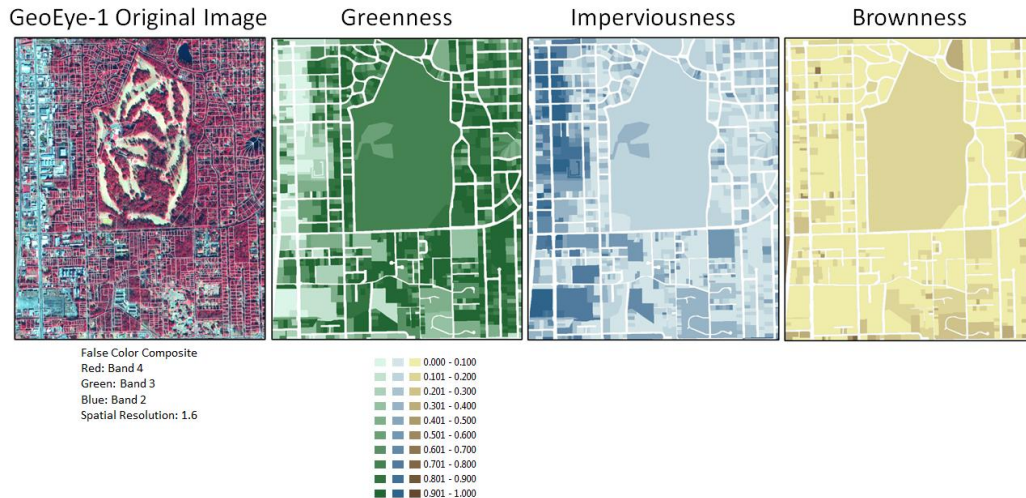 GeoEye-1 Original Image
Greenness
Imperviousness
Brownness
False Color Composite
Red: Band 4
Green: Band 3
Blue: Band 2
Spatial Resolution: 1.6
0.000 - 0.100
0.101 - 0.200
0.201 - 0.300
0.301 - 0.400
0.401 - 0.500
0.501 - 0.600
0.601 - 0.700
0.701 - 0.800
0.801 - 0.900
0.901 - 1.000